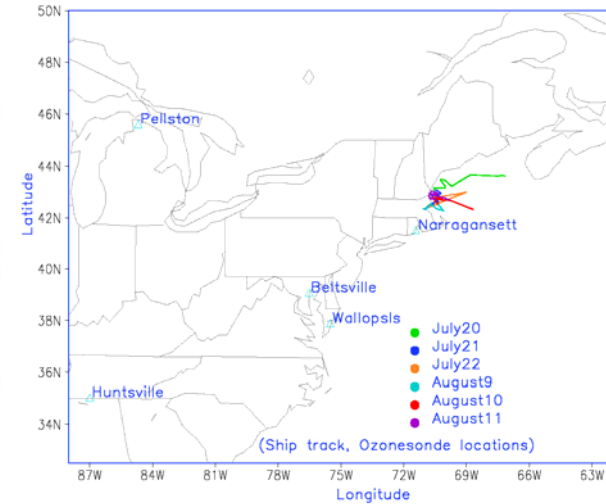 50N
48N
46N
44N
42N
40N
38N
36N
34N
Latitude
Pellston
Narragansett
Beltsville
Wallopsls
Huntsville
July20
July21
July22
August9
August10
August11
(Ship track, Ozonesonde locations)
87W 84W 81W 78W 75W 72W 69W 66W 63W
Longitude